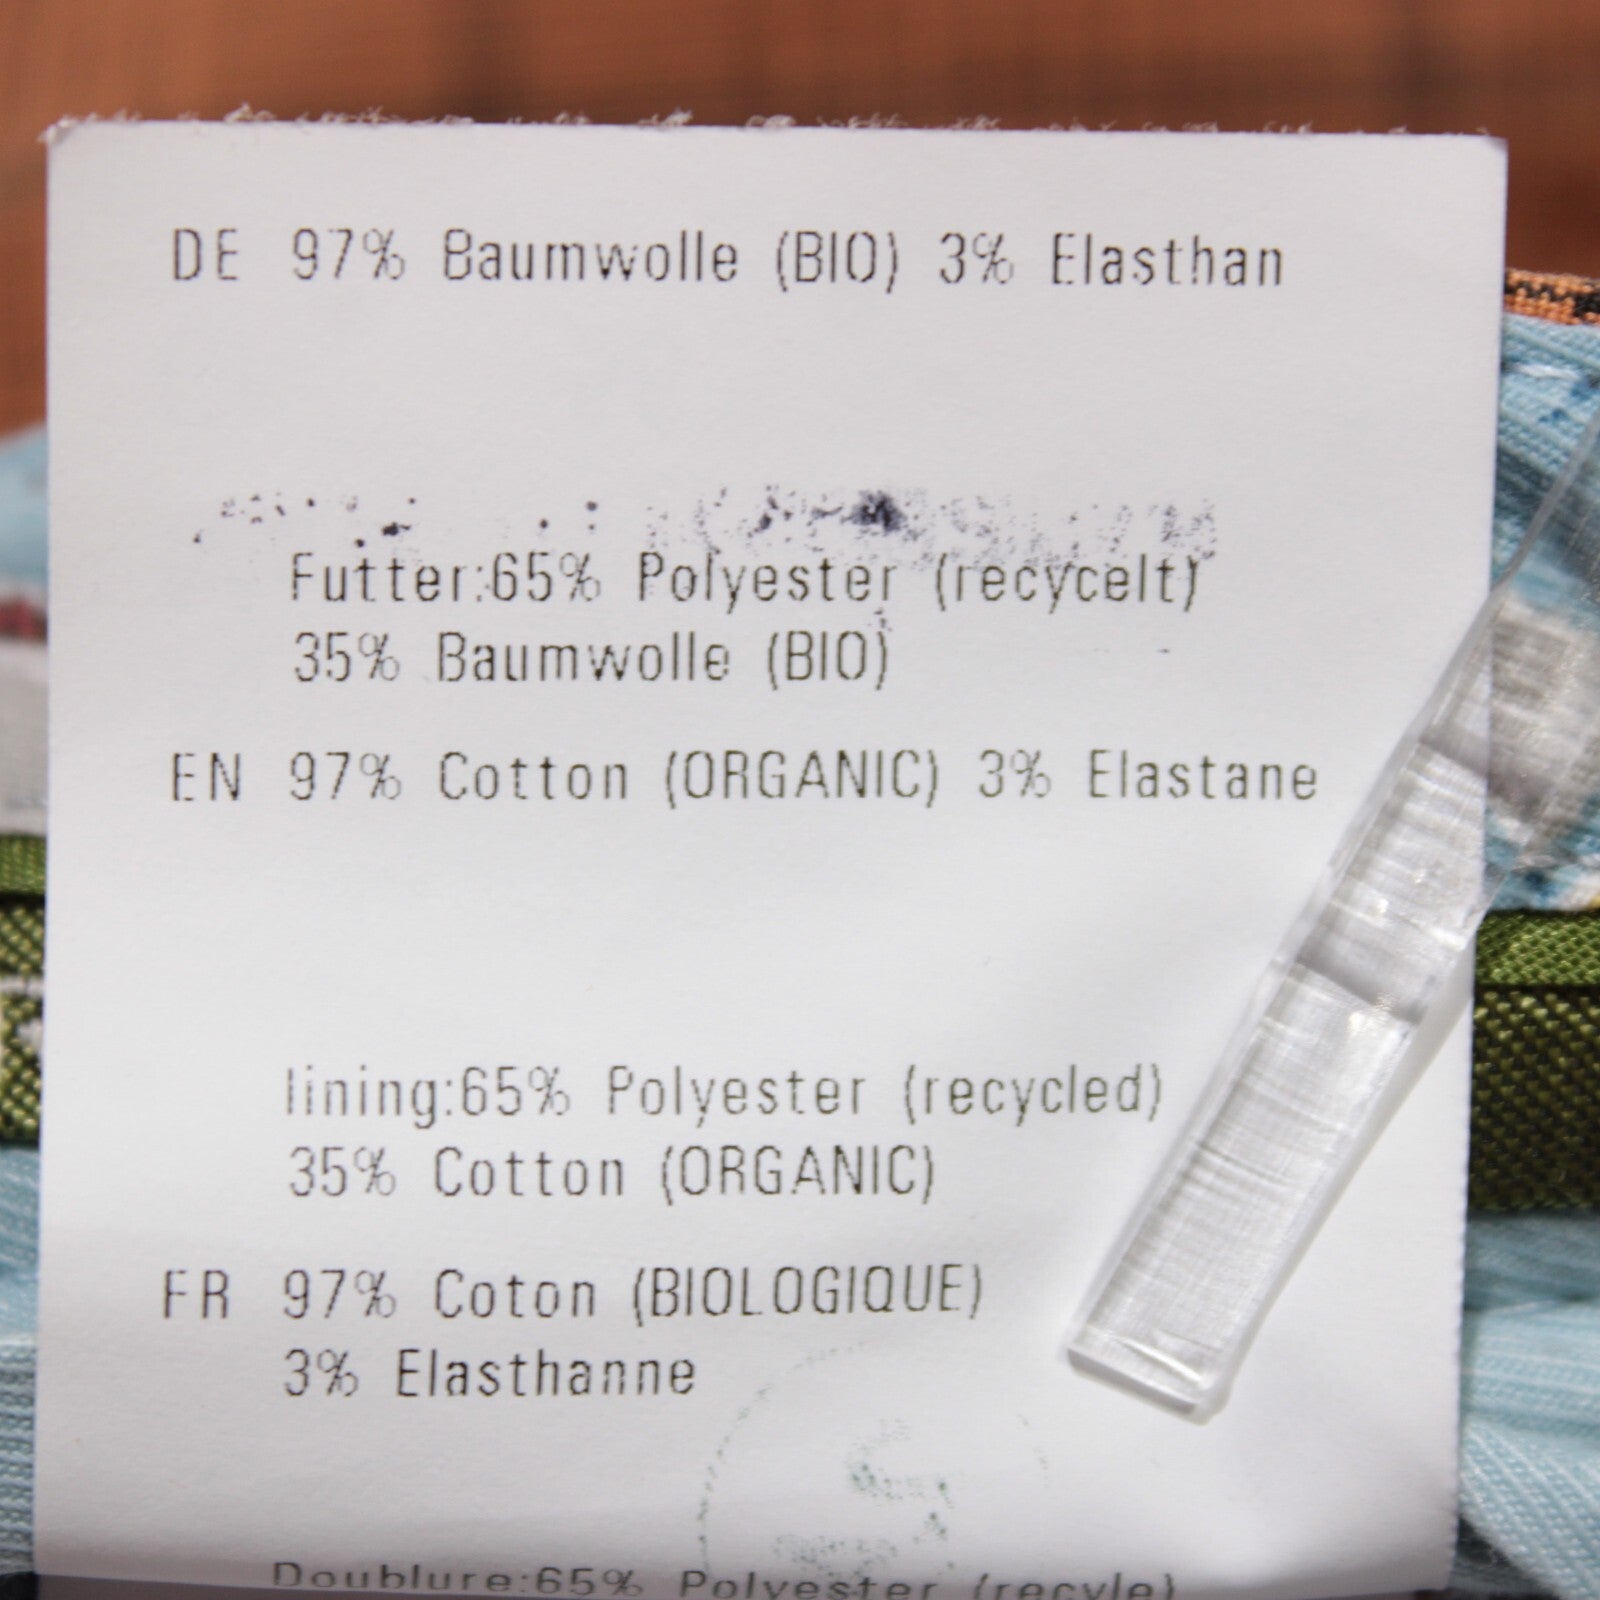 DE 97% Baumwolle (BIO) 3% Elasthan
Futter:65% Polyester (recycelt)
35% Baumwolle (BIO)
EN 97% Cotton (ORGANIC) 3% Elastane
lining:65% Polyester (recycled)
35% Cotton (ORGANIC)
FR 97% Coton (BIOLOGIQUE)
3% Elasthanne
Doublure:65% Polyester (recyle)